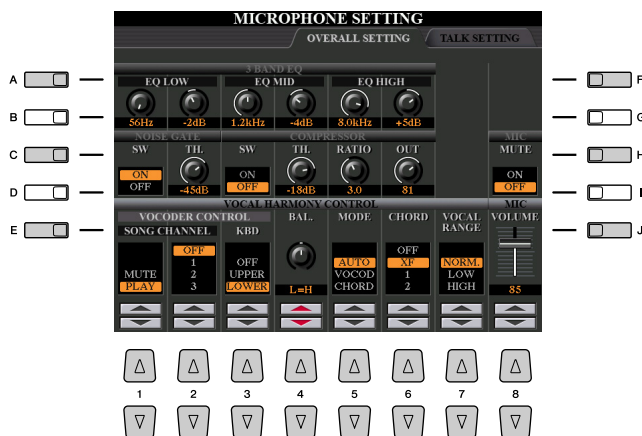 MICROPHONE SETTING
OVERALL SETTING TALK SETTING
3 BAND EQ
EQ LOW EQ MID EQ HIGH
56Hz -2dB 1.2kHz -4dB 8.0kHz +5dB
NOISE GATE COMPRESSOR MIC
SW TH. SW TH. RATIO OUT MUTE
ON ON ON
OFF OFF OFF
-45dB -18dB 3.0 81
VOCAL HARMONY CONTROL MIC
VOCODER CONTROL BAL. MODE CHORD VOCAL RANGE VOLUME
SONG CHANNEL KBD
OFF
1 OFF OFF
MUTE 2 UPPER AUTO XF NORM.
PLAY 3 LOWER VOCOD 1 LOW
CHORD 2 HIGH
L=H 85
A
B
C
D
E
F
G
H
I
J
1 2 3 4 5 6 7 8